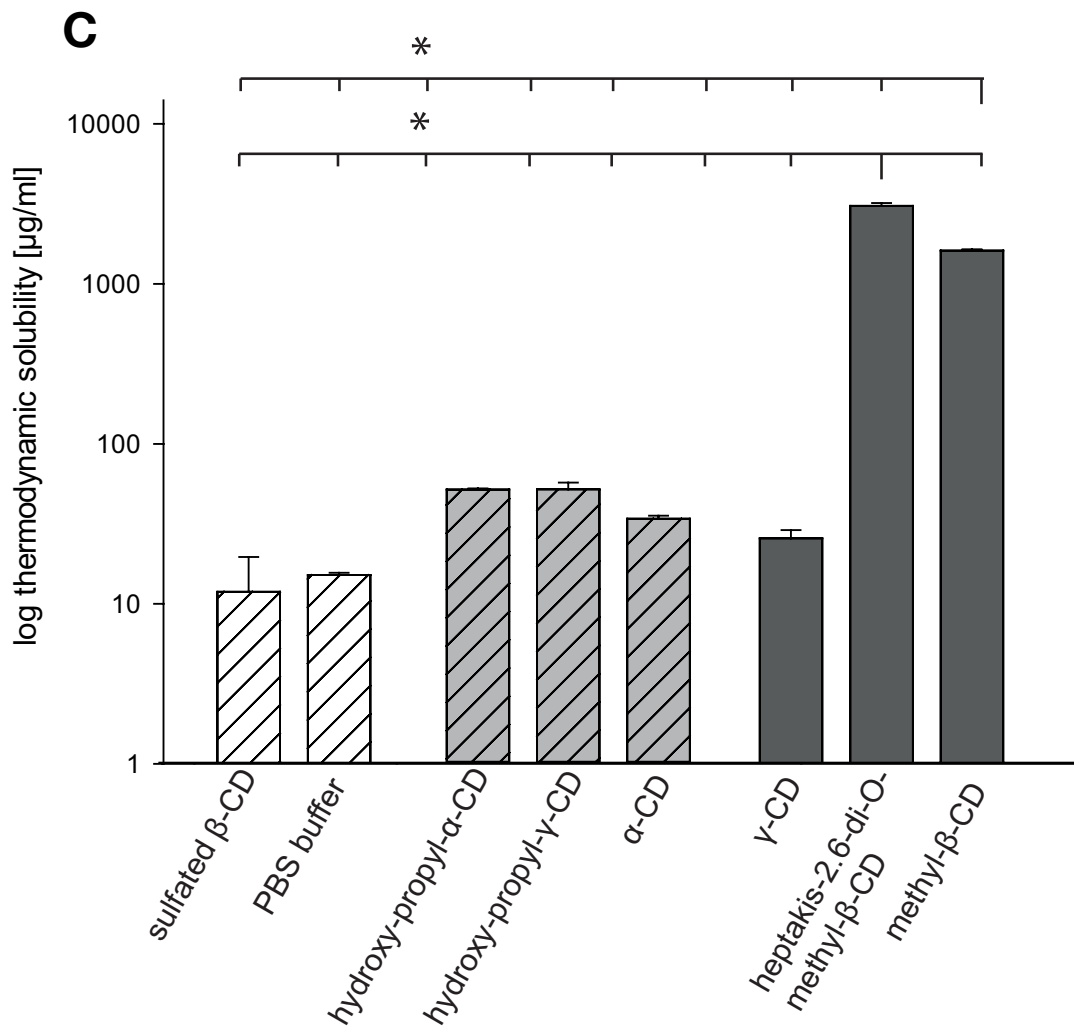 C
*
*
log thermodynamic solubility [µg/ml]
10000
1000
100
10
1
sulfated β-CD
PBS buffer
hydroxy-propyl-α-CD
hydroxy-propyl-γ-CD
α-CD
γ-CD
heptakis-2.6-di-O-
methyl-β-CD
methyl-β-CD